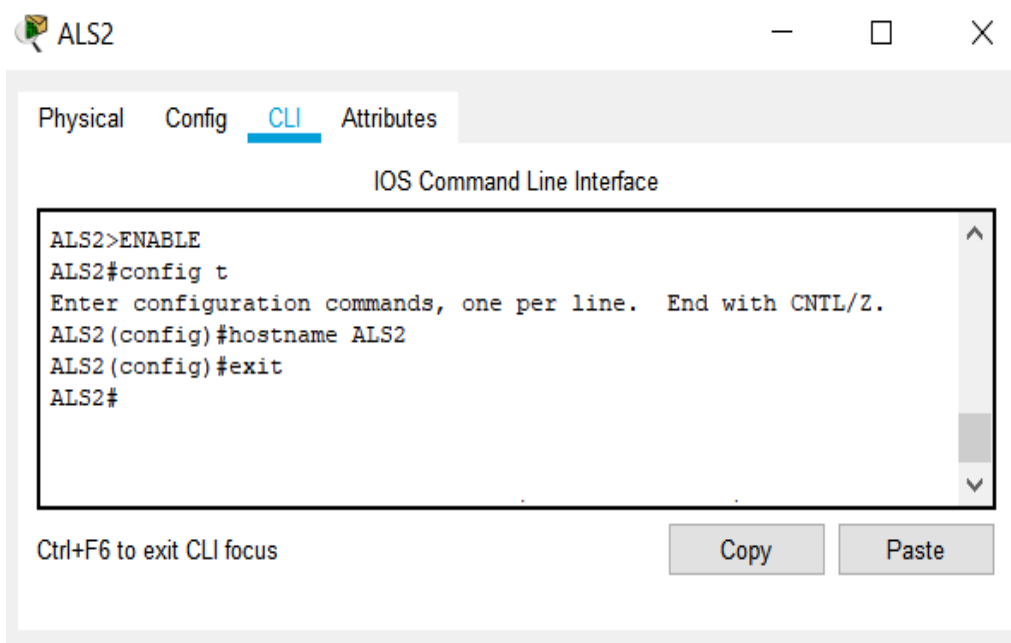 ALS2
Physical Config CLI Attributes
IOS Command Line Interface
ALS2>ENABLE
ALS2#config t
Enter configuration commands, one per line.  End with CNTL/Z.
ALS2(config)#hostname ALS2
ALS2(config)#exit
ALS2#
Ctrl+F6 to exit CLI focus
Copy Paste